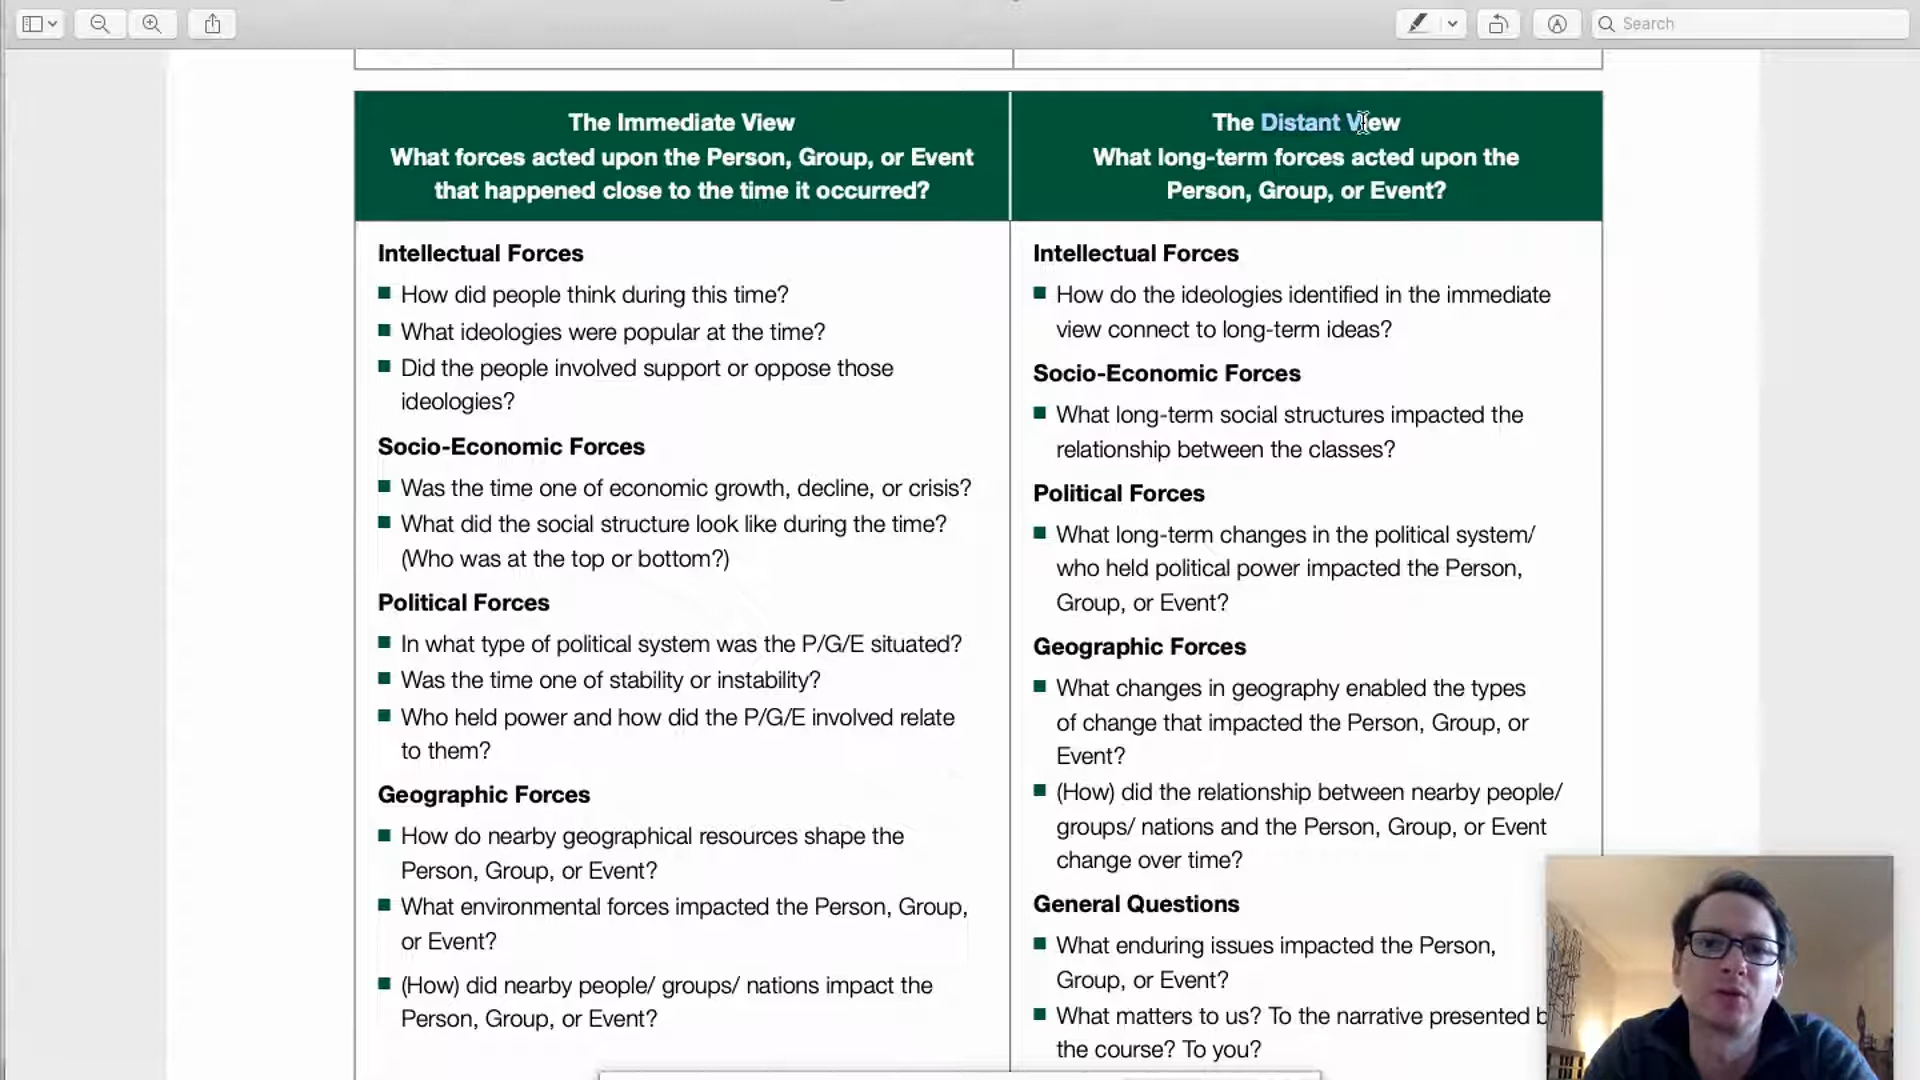 Search
The Immediate View
What forces acted upon the Person, Group, or Event
that happened close to the time it occurred?
Intellectual Forces
■ How did people think during this time?
■ What ideologies were popular at the time?
■ Did the people involved support or oppose those
ideologies?
Socio-Economic Forces
■ Was the time one of economic growth, decline, or crisis?
■ What did the social structure look like during the time?
(Who was at the top or bottom?)
Political Forces
■ In what type of political system was the P/G/E situated?
■ Was the time one of stability or instability?
■ Who held power and how did the P/G/E involved relate
to them?
Geographic Forces
■ How do nearby geographical resources shape the
Person, Group, or Event?
■ What environmental forces impacted the Person, Group,
or Event?
■ (How) did nearby people/ groups/ nations impact the
Person, Group, or Event?
The Distant View
What long-term forces acted upon the
Person, Group, or Event?
Intellectual Forces
■ How do the ideologies identified in the immediate
view connect to long-term ideas?
Socio-Economic Forces
■ What long-term social structures impacted the
relationship between the classes?
Political Forces
■ What long-term changes in the political system/
who held political power impacted the Person,
Group, or Event?
Geographic Forces
■ What changes in geography enabled the types
of change that impacted the Person, Group, or
Event?
■ (How) did the relationship between nearby people/
groups/ nations and the Person, Group, or Event
change over time?
General Questions
■ What enduring issues impacted the Person,
Group, or Event?
■ What matters to us? To the narrative presented
the course? To you?